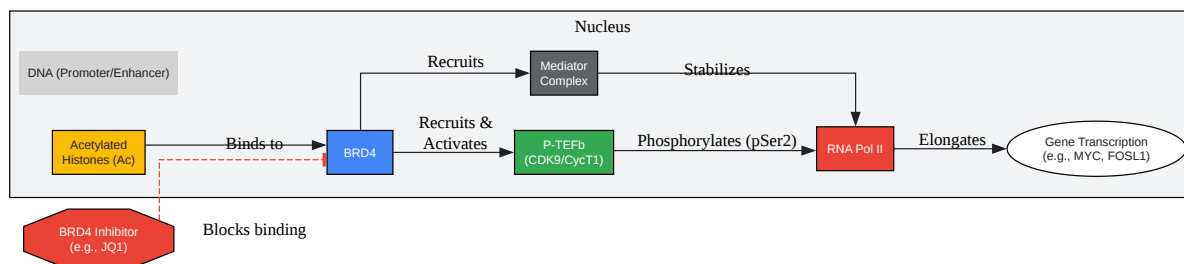 Nucleus
DNA (Promoter/Enhancer)
Recruits
Mediator
Complex
Stabilizes
Acetylated
Histones (Ac)
Binds to
BRD4
Recruits &
Activates
P-TEFb
(CDK9/CycT1)
Phosphorylates (pSer2)
RNA Pol II
Elongates
Gene Transcription
(e.g., MYC, FOSL1)
BRD4 Inhibitor
(e.g., JQ1)
Blocks binding